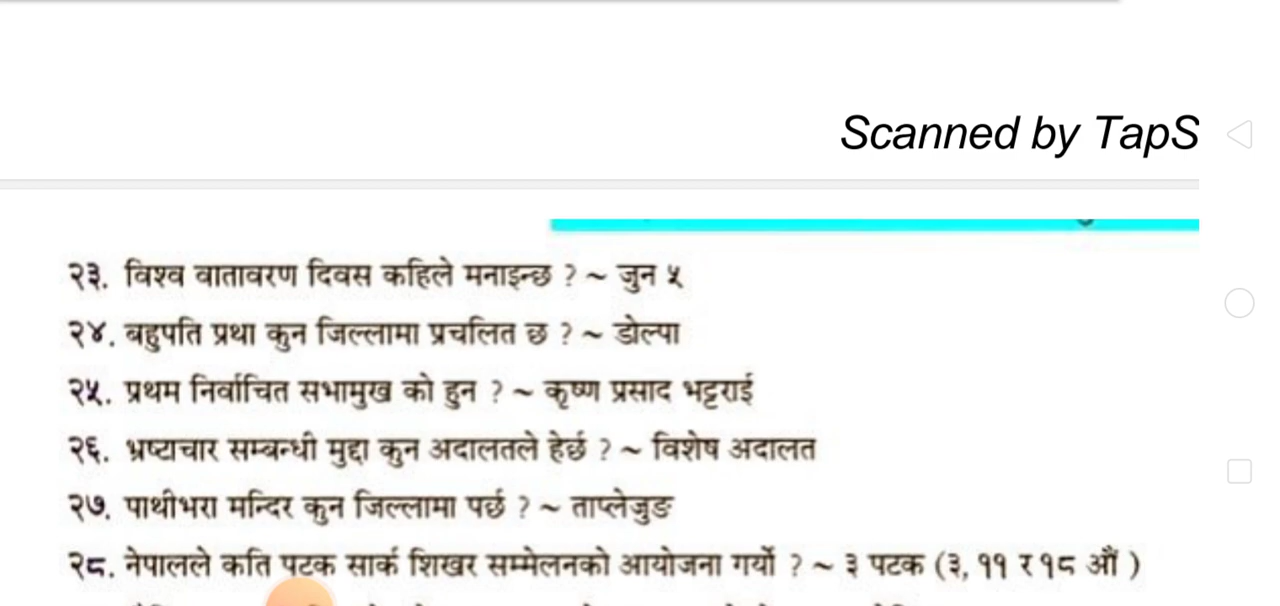 Scanned by TapS
२३. विश्व वातावरण दिवस कहिले मनाइन्छ ? ~ जुन ५
२४. बहुपति प्रथा कुन जिल्लामा प्रचलित छ ? ~ डोल्पा
२५. प्रथम निर्वाचित सभामुख को हुन ? ~ कृष्ण प्रसाद भट्टराई
२६. भ्रष्टाचार सम्बन्धी मुद्दा कुन अदालतले हेर्छ ? ~ विशेष अदालत
२७. पाथीभरा मन्दिर कुन जिल्लामा पर्छ ? ~ ताप्लेजुङ
२८. नेपालले कति पटक सार्क शिखर सम्मेलनको आयोजना गर्यो ? ~ ३ पटक (३, ११ र १८ औं )